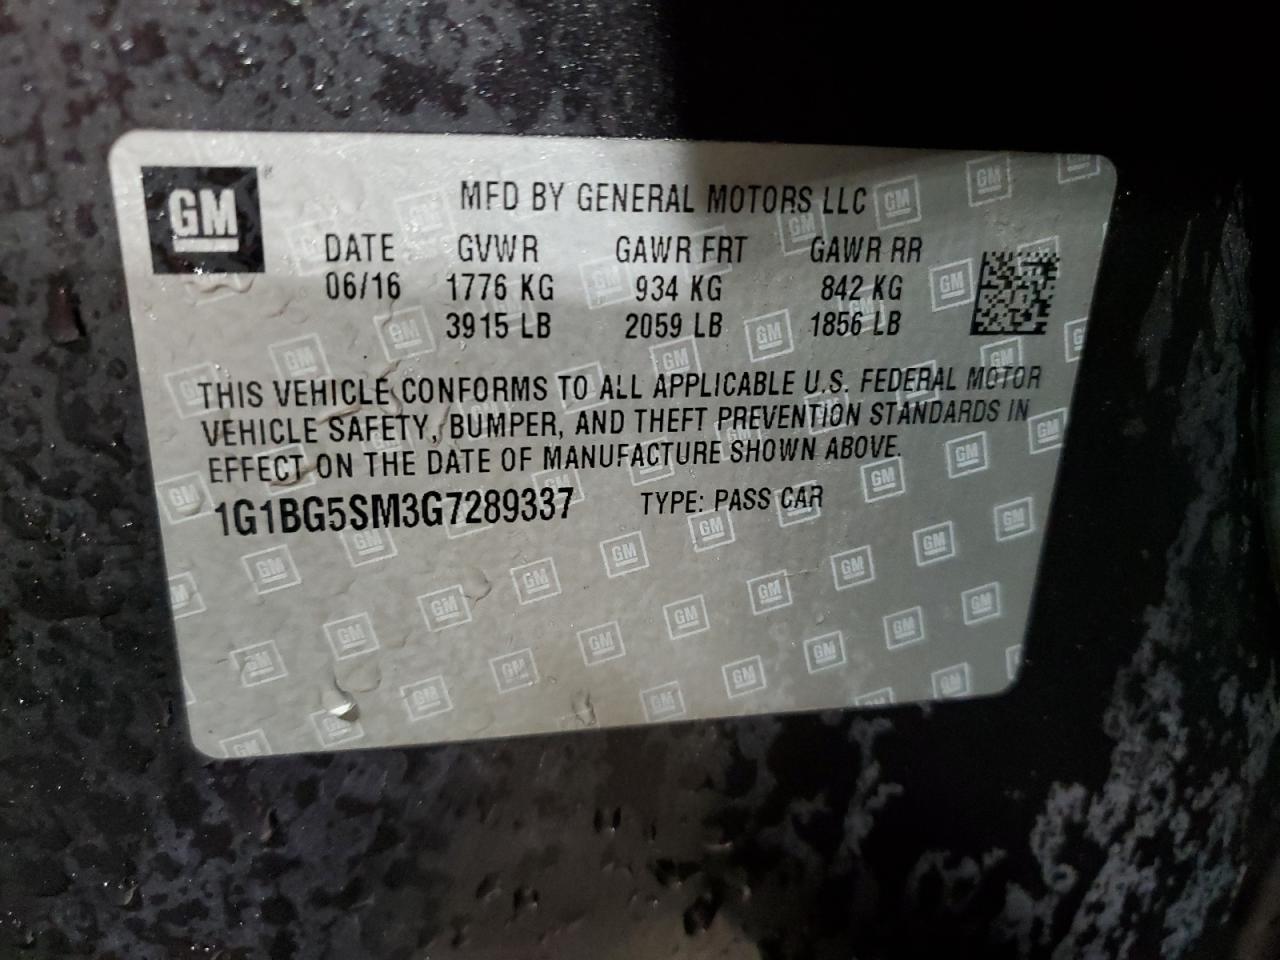 GM
MFD BY GENERAL MOTORS LLC
DATE GVWR GAWR FRT GAWR RR
06/16 1776 KG 934 KG 842 KG
3915 LB 2059 LB 1856 LB
THIS VEHICLE CONFORMS TO ALL APPLICABLE U.S. FEDERAL MOTOR
VEHICLE SAFETY, BUMPER, AND THEFT PREVENTION STANDARDS IN
EFFECT ON THE DATE OF MANUFACTURE SHOWN ABOVE.
1G1BG5SM3G7289337 TYPE: PASS CAR